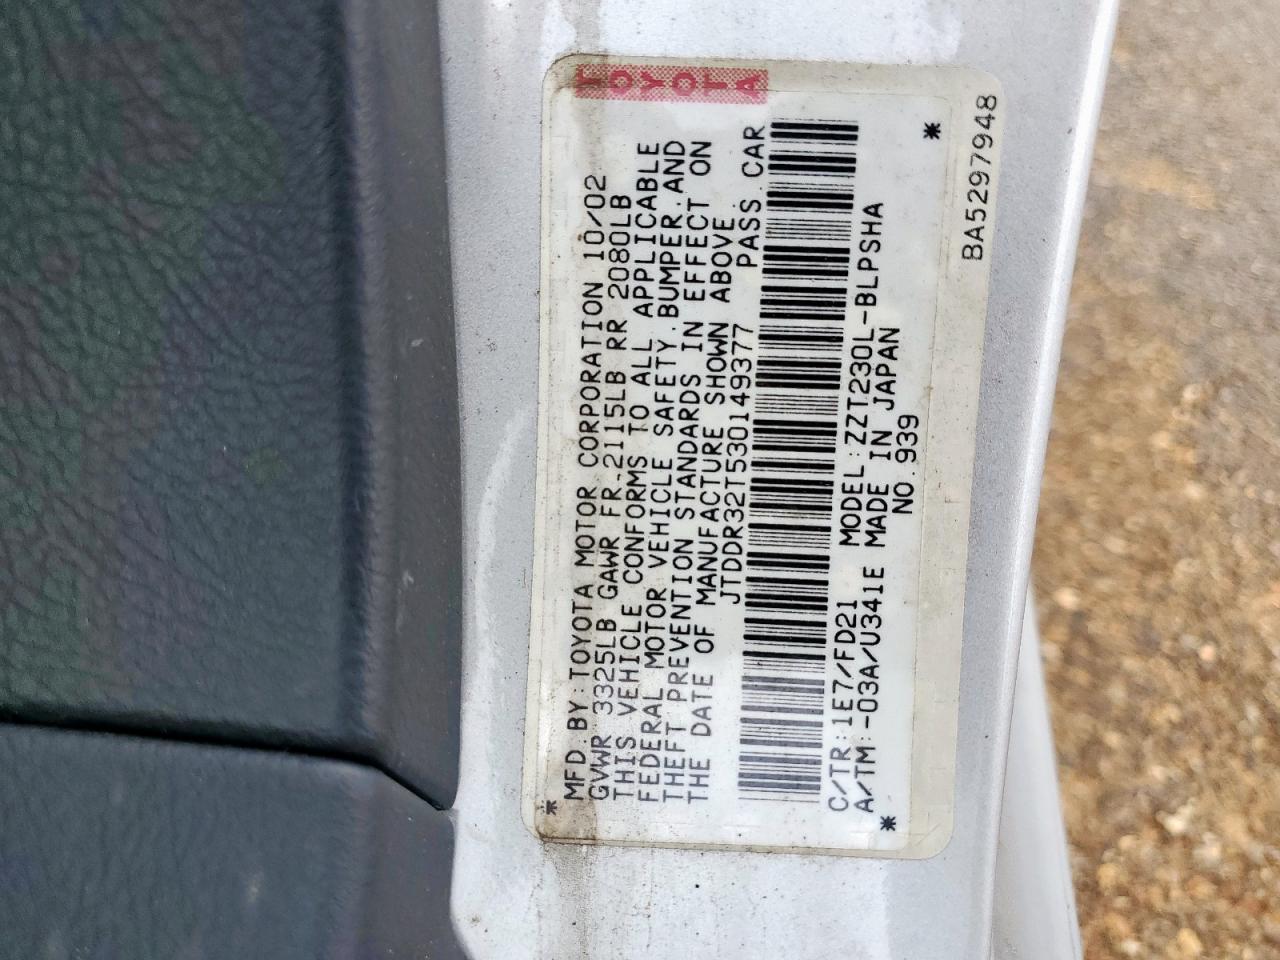 TOYOTA
MFD. BY: TOYOTA MOTOR CORPORATION 10/02
GVWR 3325LB GAWR FR-2115LB RR 2080LB
THIS VEHICLE CONFORMS TO ALL APPLICABLE
FEDERAL MOTOR VEHICLE SAFETY.BUMPER.AND
THEFT PREVENTION STANDARDS IN EFFECT ON
THE DATE OF MANUFACTURE SHOWN ABOVE.
JTDDR32T530149377 PASS. CAR
C/TR:1E7/FD21 MODEL:ZZT230L-BLPSHA
A/TM:-03A/U341E MADE IN JAPAN
NO.939
BA5297948